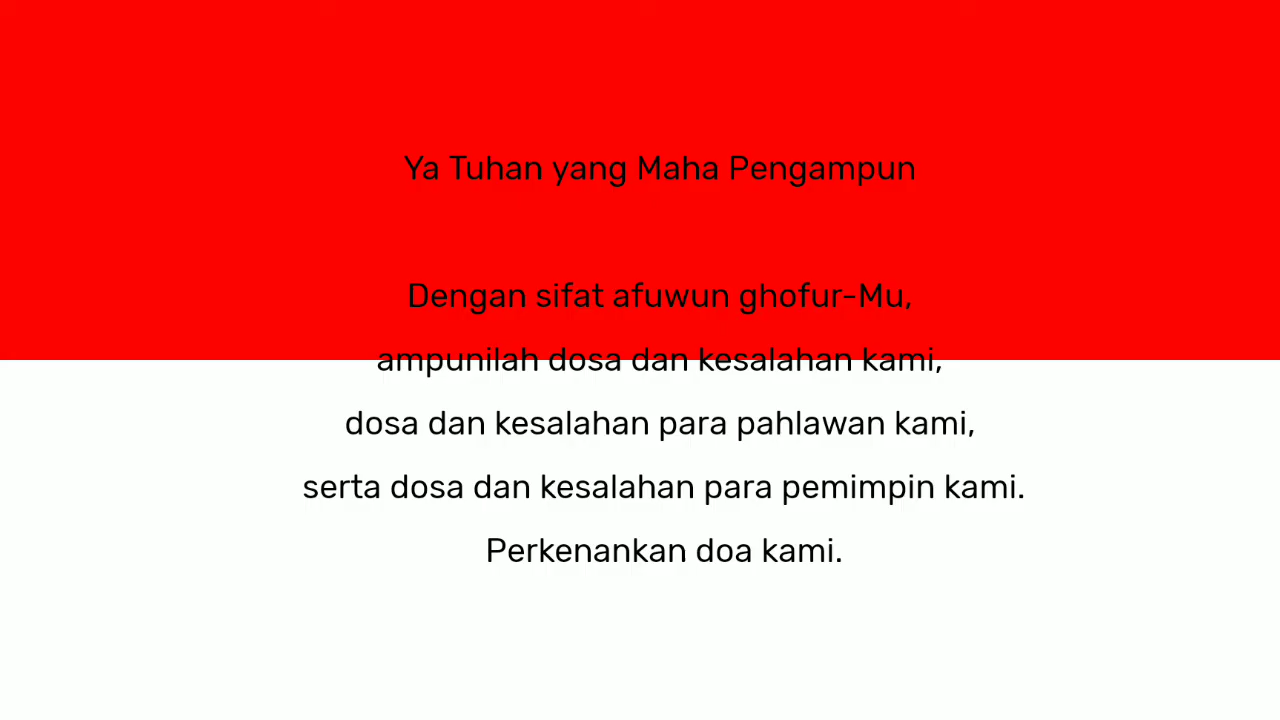 Ya Tuhan yang Maha Pengampun
Dengan sifat afuwun ghofur-Mu,
ampunilah dosa dan kesalahan kami,
dosa dan kesalahan para pahlawan kami,
serta dosa dan kesalahan para pemimpin kami.
Perkenankan doa kami.